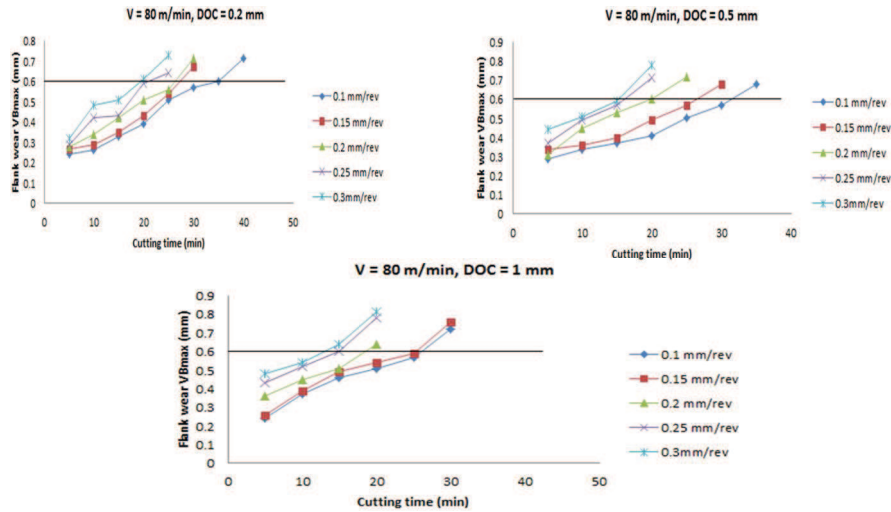 V = 80 m/min, DOC = 0.2 mm
Flank wear VBmax (mm)
0.8
0.7
0.6
0.5
0.4
0.3
0.2
0.1
0
0 10 20 30 40 50
Cutting time (min)
0.1 mm/rev
0.15 mm/rev
0.2 mm/rev
0.25 mm/rev
0.3mm/rev
V = 80 m/min, DOC = 0.5 mm
Flank wear VBmax (mm)
0.9
0.8
0.7
0.6
0.5
0.4
0.3
0.2
0.1
0
0 10 20 30 40
Cutting time (min)
0.1 mm/rev
0.15 mm/rev
0.2 mm/rev
0.25 mm/rev
0.3mm/rev
V = 80 m/min, DOC = 1 mm
Flank wear VBmax (mm)
0.9
0.8
0.7
0.6
0.5
0.4
0.3
0.2
0.1
0
0 10 20 30 40 50
Cutting time (min)
0.1 mm/rev
0.15 mm/rev
0.2 mm/rev
0.25 mm/rev
0.3mm/rev